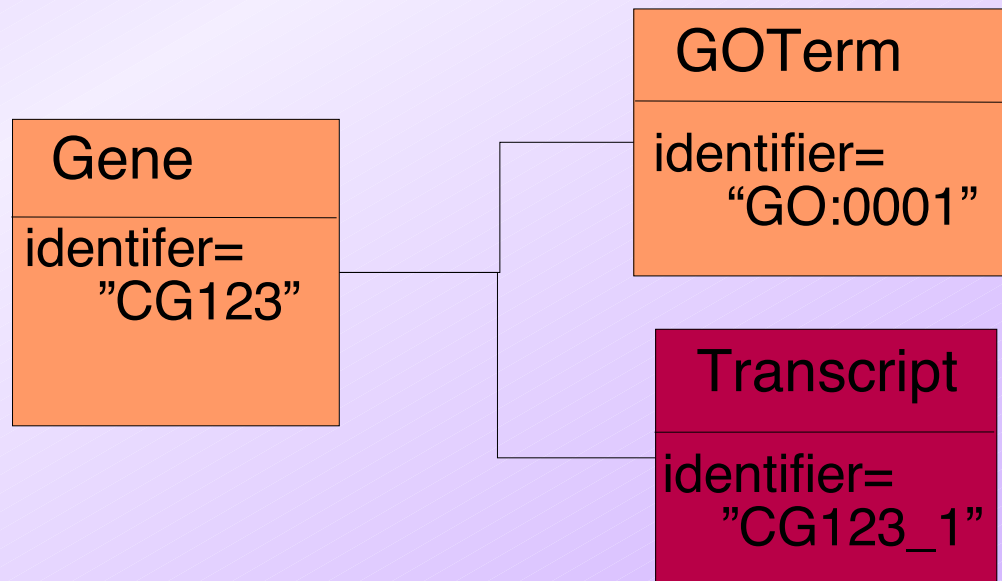 Gene
identifer=
”CG123”
GOTerm
identifier=
“GO:0001”
Transcript
identifier=
”CG123_1”